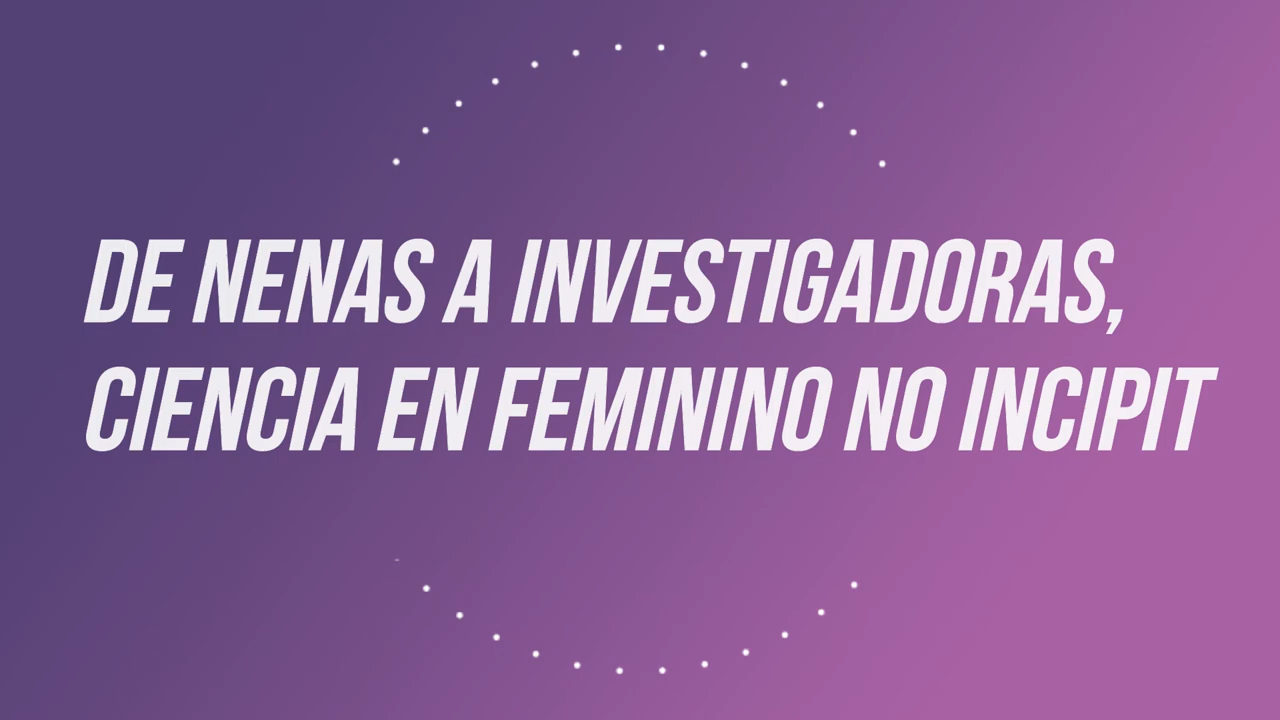 DE NENAS A INVESTIGADORAS,
CIENCIA EN FEMININO NO INCIPIT